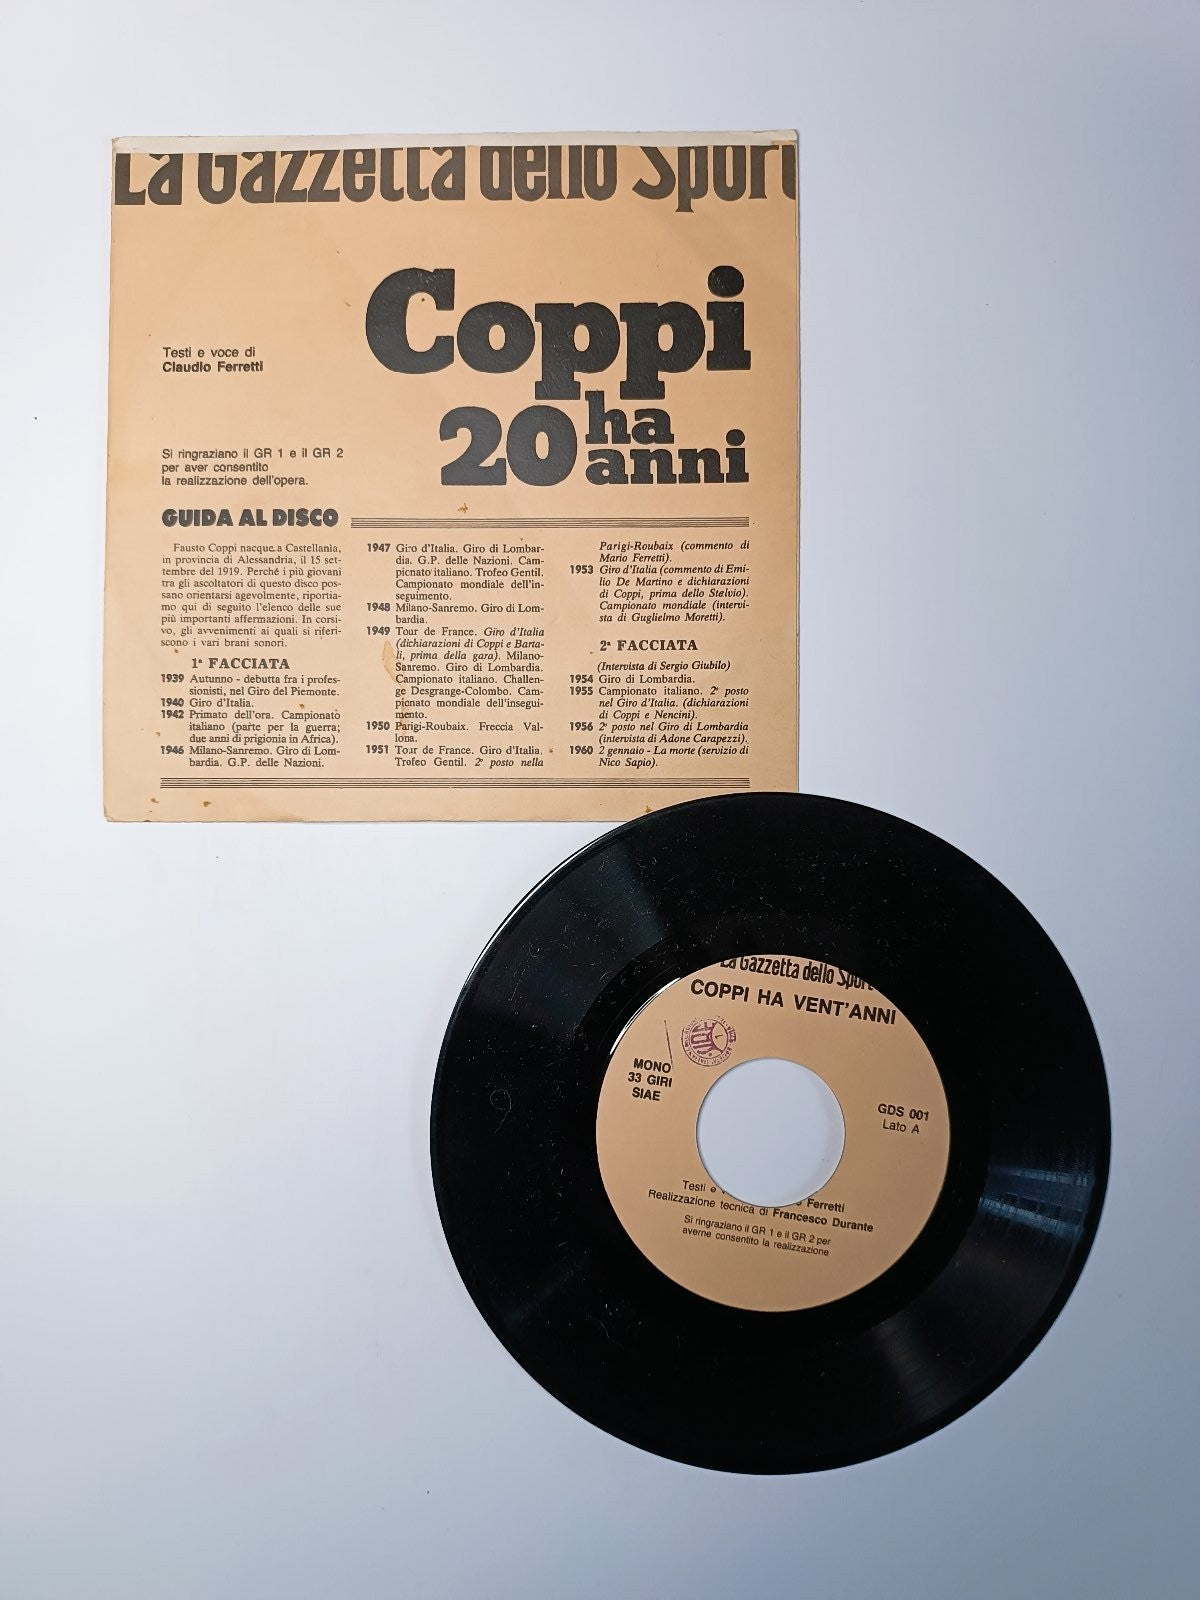 La Gazzetta dello Sport
Coppi
ha
20 anni
Testi e voce di
Claudio Ferretti
Si ringraziano il GR 1 e il GR 2
per aver consentito
la realizzazione dell'opera.
GUIDA AL DISCO
Fausto Coppi nacque a Castellania,
in provincia di Alessandria, il 15 set-
tembre del 1919. Perché i più giovani
tra gli ascoltatori di questo disco pos-
sano orientarsi agevolmente, riportia-
mo qui di seguito l'elenco delle sue
più importanti affermazioni. In corsi-
vo, gli avvenimenti ai quali si riferi-
scono i vari brani sonori.
1ª FACCIATA
1939 Autunno - debutta fra i profes-
sionisti, nel Giro del Piemonte.
1940 Giro d'Italia.
1942 Primato dell'ora. Campionato
italiano (parte per la guerra;
due anni di prigionia in Africa).
1946 Milano-Sanremo. Giro di Lom-
bardia. G.P. delle Nazioni.
1947 Giro d'Italia. Giro di Lombar-
dia. G.P. delle Nazioni. Cam-
pionato italiano. Trofeo Gentil.
Campionato mondiale dell'in-
seguimento.
1948 Milano-Sanremo. Giro di Lom-
bardia.
1949 Tour de France. Giro d'Italia
(dichiarazioni di Coppi e Barta-
li, prima della gara). Milano-
Sanremo. Giro di Lombardia.
Campionato italiano. Challen-
ge Desgrange-Colombo. Cam-
pionato mondiale dell'insegui-
mento.
1950 Parigi-Roubaix. Freccia Val-
lona.
1951 Tour de France. Giro d'Italia.
Trofeo Gentil. 2º posto nella
Parigi-Roubaix (commento di
Mario Ferretti).
1953 Giro d'Italia (commento di Emi-
lio De Martino e dichiarazioni
di Coppi, prima dello Stelvio).
Campionato mondiale (intervi-
sta di Guglielmo Moretti).
2ª FACCIATA
(Intervista di Sergio Giubilo)
1954 Giro di Lombardia.
1955 Campionato italiano. 2º posto
nel Giro d'Italia. (dichiarazioni
di Coppi e Nencini).
1956 2º posto nel Giro di Lombardia
(intervista di Adone Carapezzi).
1960 2 gennaio - La morte (servizio di
Nico Sapio).
La Gazzetta dello Sport
COPPI HA VENT'ANNI
MONO
33 GIRI
SIAE
GDS 001
Lato A
Testi e Ferretti
Realizzazione tecnica di Francesco Durante
Si ringraziano il GR 1 e il GR 2 per
averne consentito la realizzazione